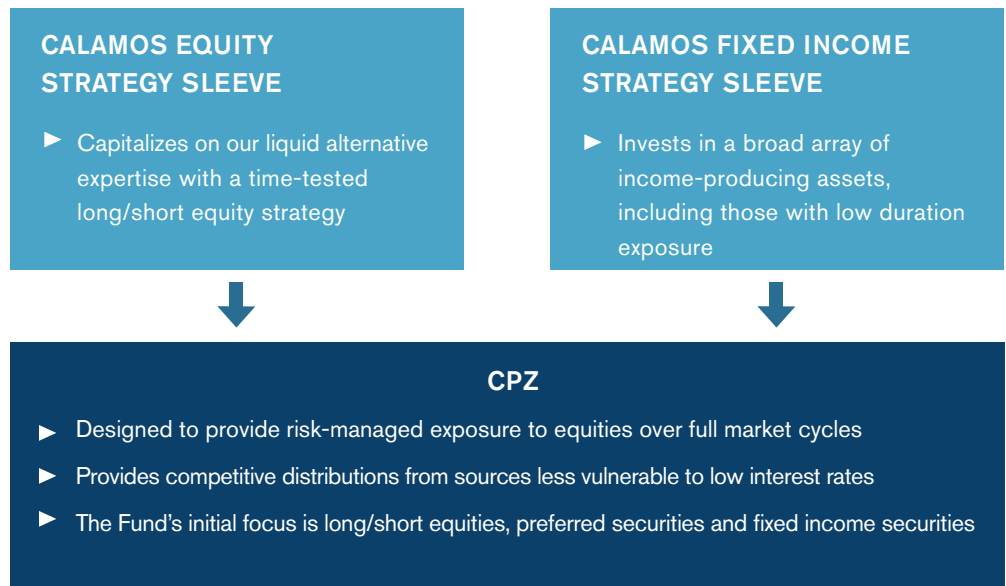 CALAMOS EQUITY
STRATEGY SLEEVE
Capitalizes on our liquid alternative
expertise with a time-tested
long/short equity strategy
CALAMOS FIXED INCOME
STRATEGY SLEEVE
Invests in a broad array of
income-producing assets,
including those with low duration
exposure
CPZ
Designed to provide risk-managed exposure to equities over full market cycles
Provides competitive distributions from sources less vulnerable to low interest rates
The Fund’s initial focus is long/short equities, preferred securities and fixed income securities